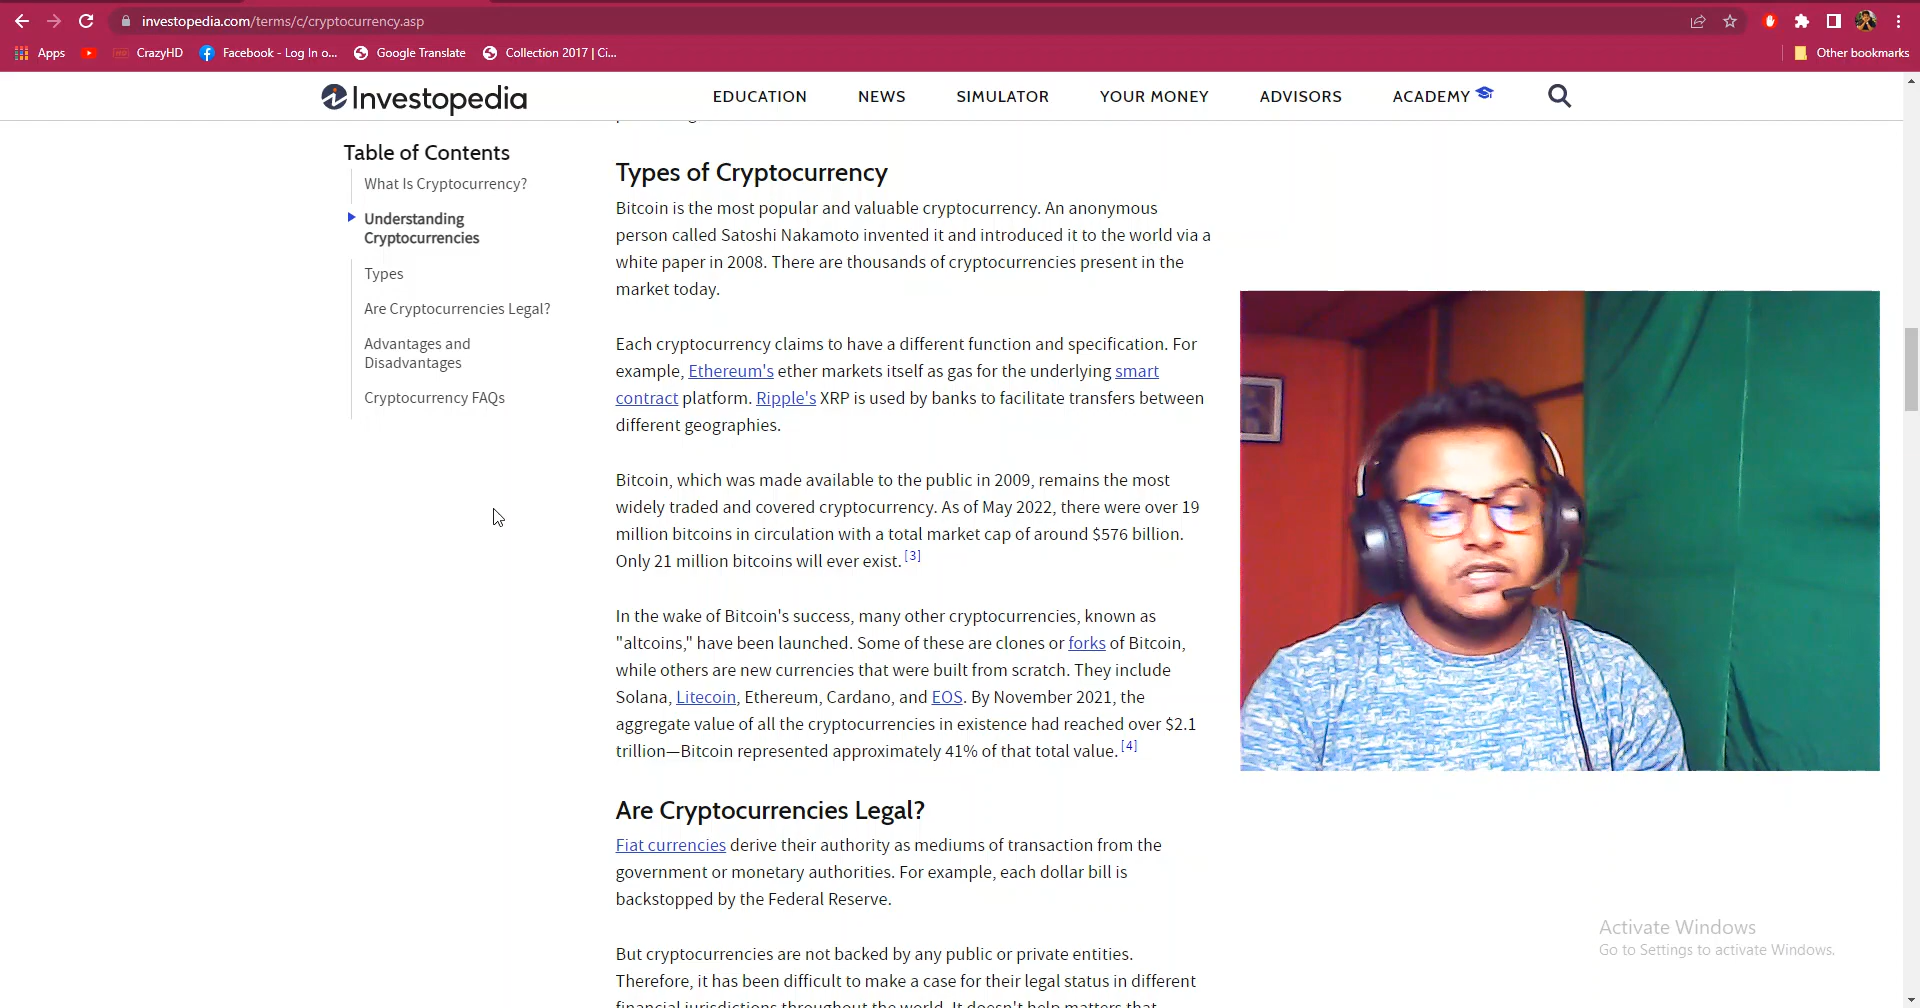 investopedia.com/terms/c/cryptocurrency.asp
Apps
CrazyHD
Facebook - Log In o...
Google Translate
Collection 2017 | Ci...
Other bookmarks
Investopedia
EDUCATION
NEWS
SIMULATOR
YOUR MONEY
ADVISORS
ACADEMY
Table of Contents
What Is Cryptocurrency?
Understanding
Cryptocurrencies
Types
Are Cryptocurrencies Legal?
Advantages and
Disadvantages
Cryptocurrency FAQs
Types of Cryptocurrency
Bitcoin is the most popular and valuable cryptocurrency. An anonymous
person called Satoshi Nakamoto invented it and introduced it to the world via a
white paper in 2008. There are thousands of cryptocurrencies present in the
market today.
Each cryptocurrency claims to have a different function and specification. For
example, Ethereum's ether markets itself as gas for the underlying smart
contract platform. Ripple's XRP is used by banks to facilitate transfers between
different geographies.
Bitcoin, which was made available to the public in 2009, remains the most
widely traded and covered cryptocurrency. As of May 2022, there were over 19
million bitcoins in circulation with a total market cap of around $576 billion.
Only 21 million bitcoins will ever exist. [3]
In the wake of Bitcoin's success, many other cryptocurrencies, known as
"altcoins," have been launched. Some of these are clones or forks of Bitcoin,
while others are new currencies that were built from scratch. They include
Solana, Litecoin, Ethereum, Cardano, and EOS. By November 2021, the
aggregate value of all the cryptocurrencies in existence had reached over $2.1
trillion—Bitcoin represented approximately 41% of that total value. [4]
Are Cryptocurrencies Legal?
Fiat currencies derive their authority as mediums of transaction from the
government or monetary authorities. For example, each dollar bill is
backstopped by the Federal Reserve.
But cryptocurrencies are not backed by any public or private entities.
Therefore, it has been difficult to make a case for their legal status in different
financial jurisdictions throughout the world. It doesn't help matters that
Activate Windows
Go to Settings to activate Windows.